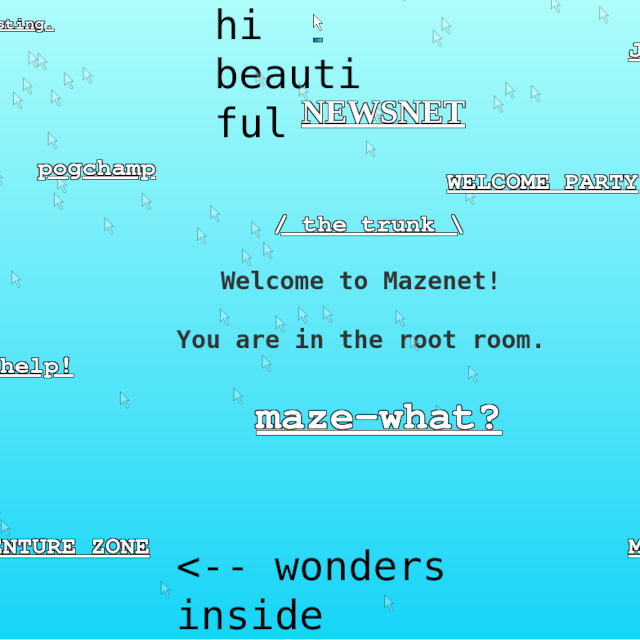 hi
sting.
beauti
ful
NEWSNET
pogchamp
WELCOME PARTY
/ the trunk \
Welcome to Mazenet!
You are in the root room.
help!
maze-what?
NTURE ZONE
<-- wonders
inside